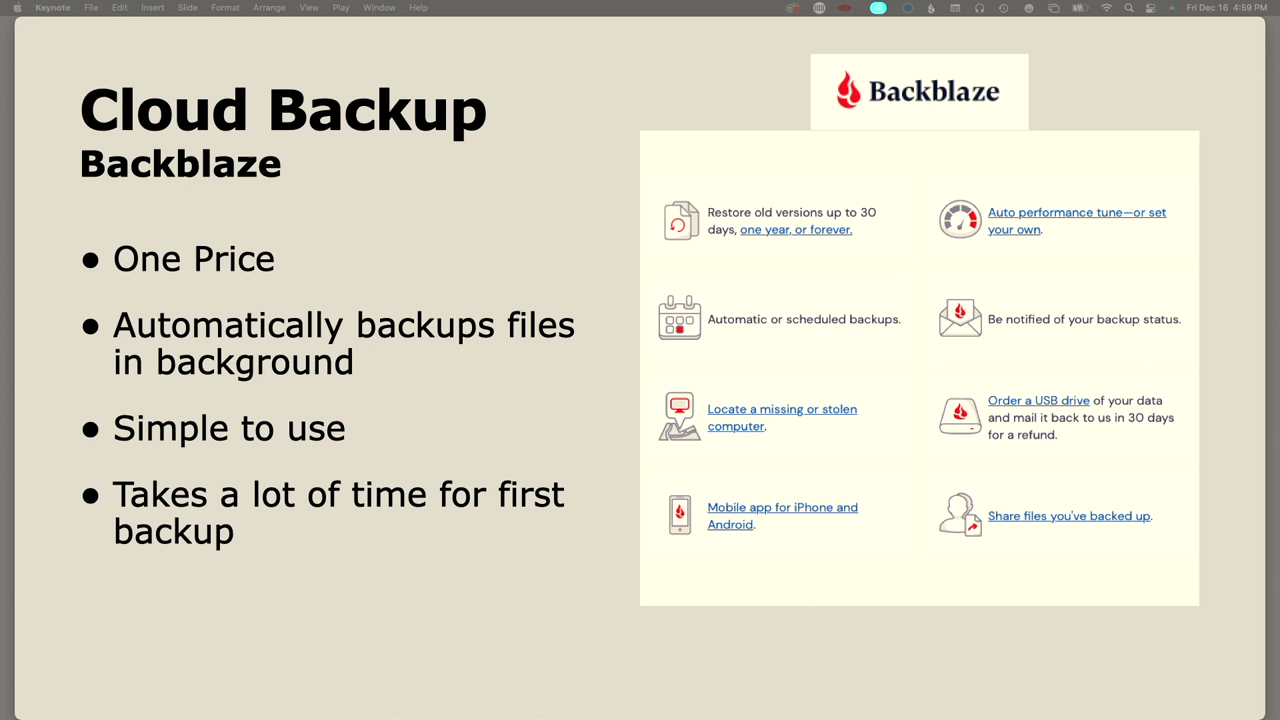 Keynote File Edit Insert Slide Format Arrange View Play Window Help
Fri Dec 16 4:59 PM
Cloud Backup
Backblaze
● One Price
● Automatically backups files
in background
● Simple to use
● Takes a lot of time for first
backup
Backblaze
Restore old versions up to 30
days, one year, or forever.
Auto performance tune—or set
your own.
Automatic or scheduled backups.
Be notified of your backup status.
Locate a missing or stolen
computer.
Order a USB drive of your data
and mail it back to us in 30 days
for a refund.
Mobile app for iPhone and
Android.
Share files you've backed up.